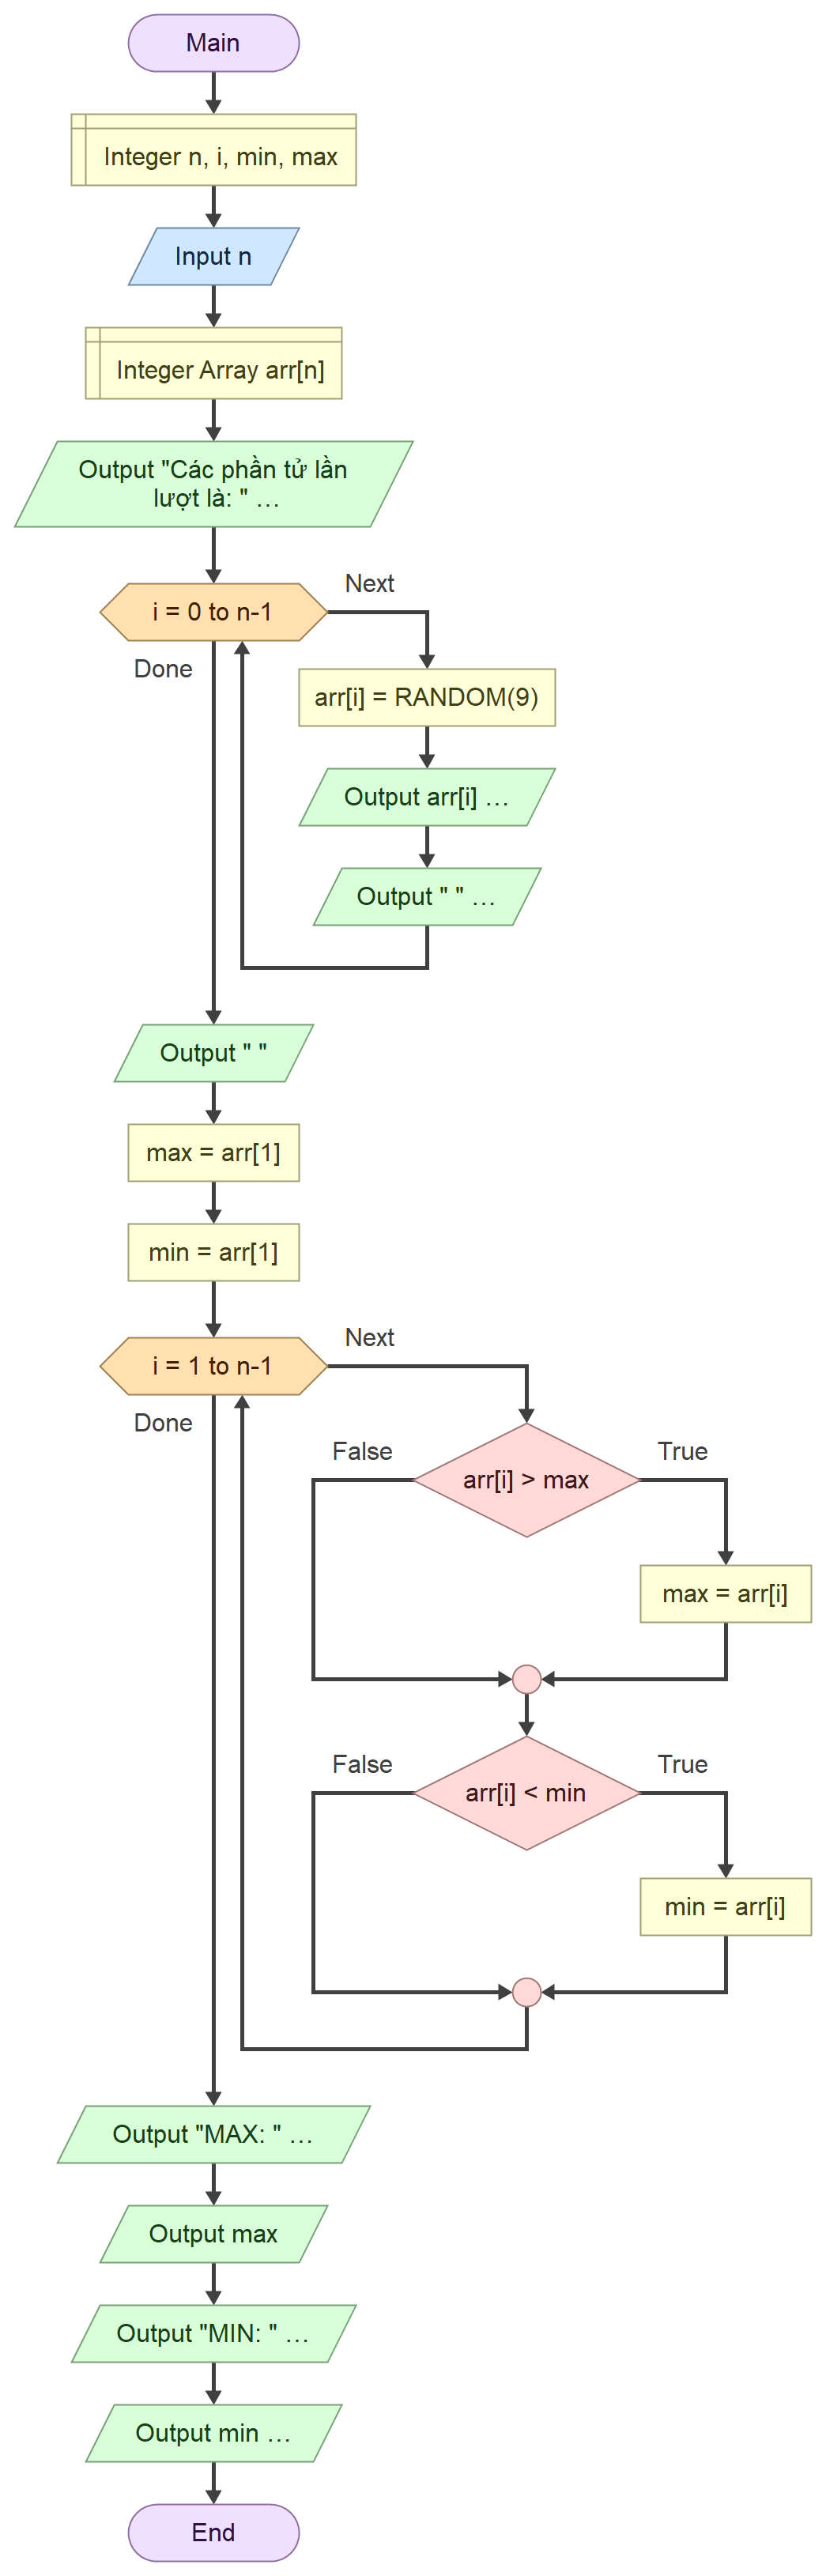 Main
Integer n, i, min, max
Input n
Integer Array arr[n]
Output "Các phần tử lần
lượt là: " …
i = 0 to n-1
Next
Done
arr[i] = RANDOM(9)
Output arr[i] …
Output " " …
Output " "
max = arr[1]
min = arr[1]
i = 1 to n-1
Next
Done
False
True
arr[i] > max
max = arr[i]
False
True
arr[i] < min
min = arr[i]
Output "MAX: " …
Output max
Output "MIN: " …
Output min …
End